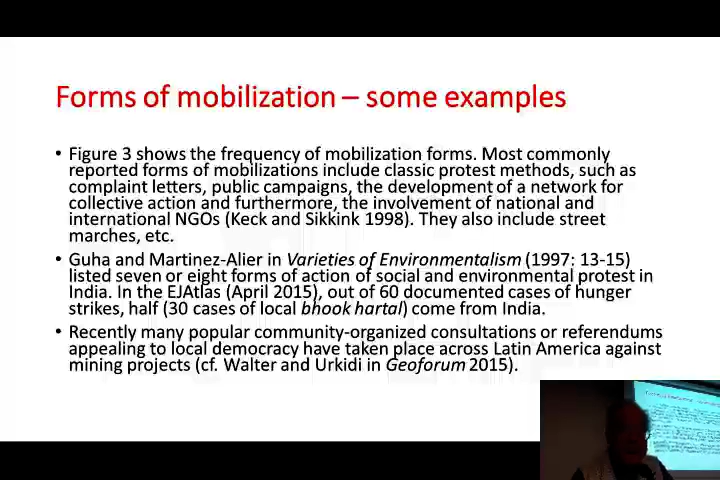 Forms of mobilization – some examples
• Figure 3 shows the frequency of mobilization forms. Most commonly
reported forms of mobilizations include classic protest methods, such as
complaint letters, public campaigns, the development of a network for
collective action and furthermore, the involvement of national and
international NGOs (Keck and Sikkink 1998). They also include street
marches, etc.
• Guha and Martinez-Alier in Varieties of Environmentalism (1997: 13-15)
listed seven or eight forms of action of social and environmental protest in
India. In the EJAtlas (April 2015), out of 60 documented cases of hunger
strikes, half (30 cases of local bhook hartal) come from India.
• Recently many popular community-organized consultations or referendums
appealing to local democracy have taken place across Latin America against
mining projects (cf. Walter and Urkidi in Geoforum 2015).